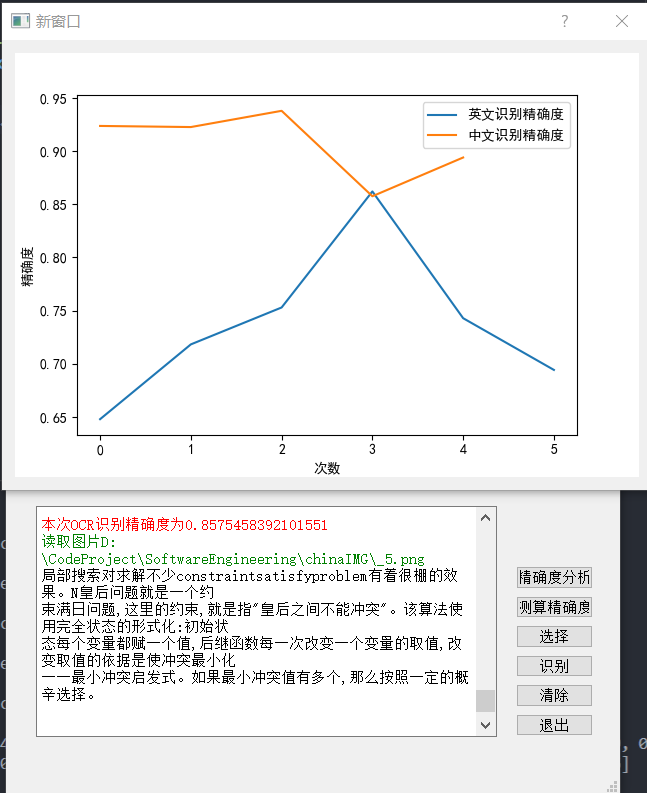 新窗口
?
英文识别精确度
中文识别精确度
0.95
0.90
0.85
0.80
0.75
0.70
0.65
精确度
0 1 2 3 4 5
次数
本次OCR识别精确度为0.8575458392101551
读取图片D:
\CodeProject\SoftwareEngineering\chinaIMG\_5.png
局部搜索对求解不少constraintsatisfyproblem有着很棚的效
果。N皇后问题就是一个约
束满日问题,这里的约束,就是指"皇后之间不能冲突"。该算法使
用完全状态的形式化:初始状
态每个变量都赋一个值,后继函数每一次改变一个变量的取值,改
变取值的依据是使冲突最小化
一一最小冲突启发式。如果最小冲突值有多个,那么按照一定的概
辛选择。
精确度分析
测算精确度
选择
识别
清除
退出